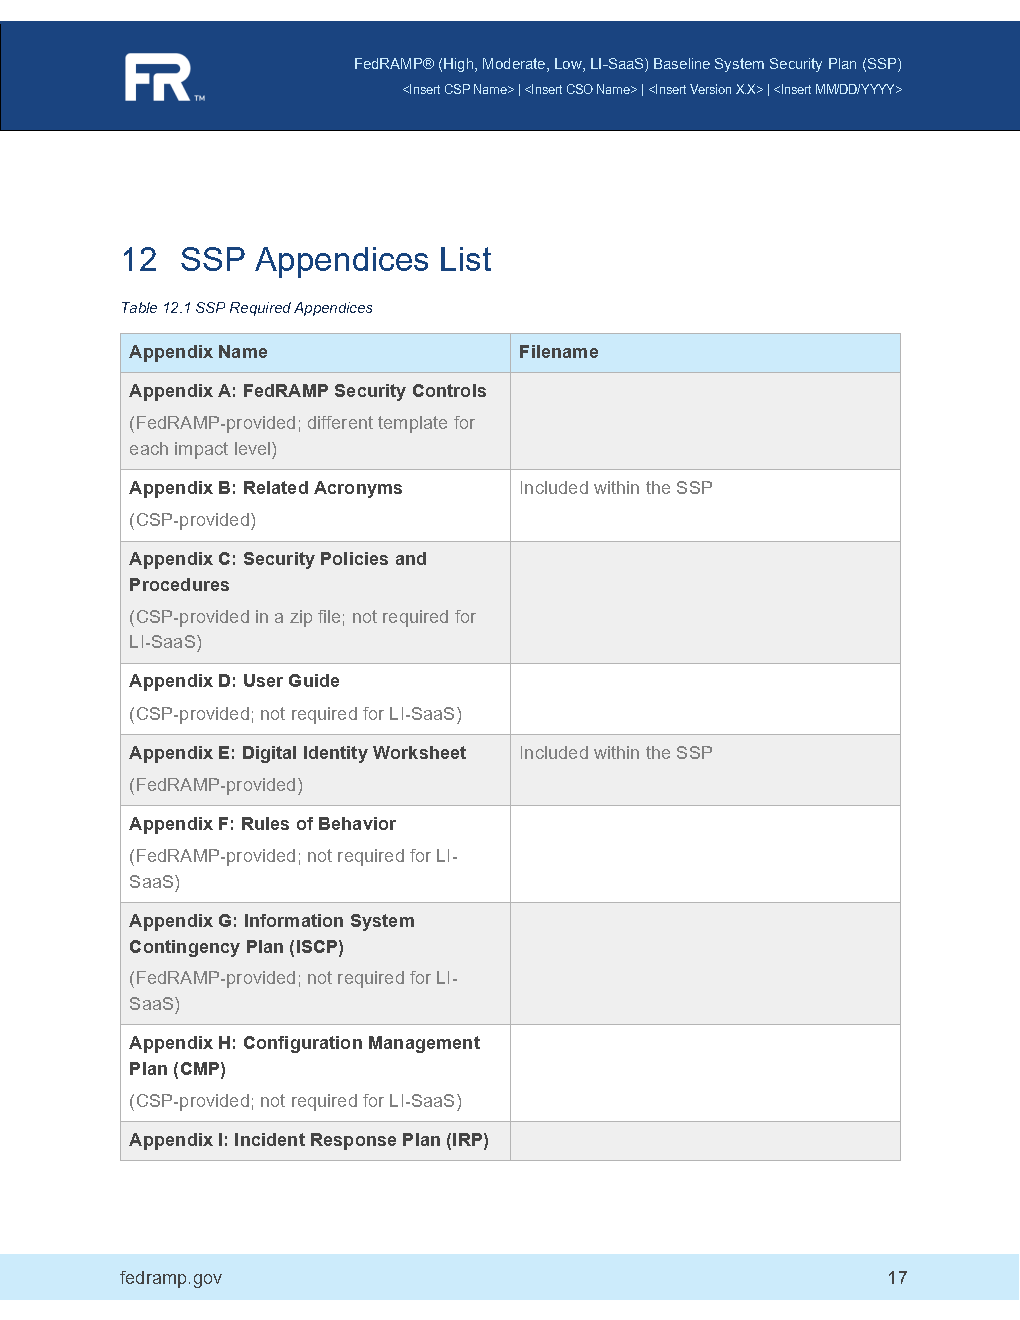 FR™
FedRAMP® (High, Moderate, Low, LI-SaaS) Baseline System Security Plan (SSP)
<Insert CSP Name> | <Insert CSO Name> | <Insert Version X.X> | <Insert MM/DD/YYYY>
12 SSP Appendices List
Table 12.1 SSP Required Appendices
Appendix Name
Filename
Appendix A: FedRAMP Security Controls
(FedRAMP-provided; different template for
each impact level)
Appendix B: Related Acronyms
Included within the SSP
(CSP-provided)
Appendix C: Security Policies and
Procedures
(CSP-provided in a zip file; not required for
LI-SaaS)
Appendix D: User Guide
(CSP-provided; not required for LI-SaaS)
Appendix E: Digital Identity Worksheet
Included within the SSP
(FedRAMP-provided)
Appendix F: Rules of Behavior
(FedRAMP-provided; not required for LI-
SaaS)
Appendix G: Information System
Contingency Plan (ISCP)
(FedRAMP-provided; not required for LI-
SaaS)
Appendix H: Configuration Management
Plan (CMP)
(CSP-provided; not required for LI-SaaS)
Appendix I: Incident Response Plan (IRP)
fedramp.gov
17